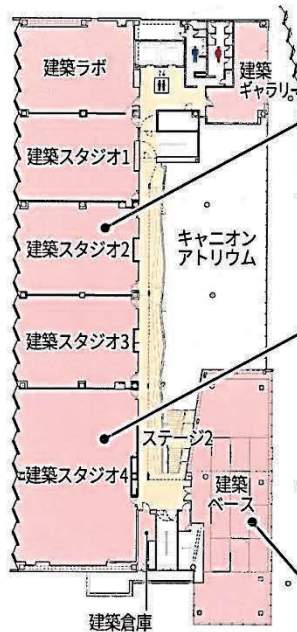 建築ラボ
建築
ギャラリー
建築スタジオ1
建築スタジオ2
キャニオン
アトリウム
建築スタジオ3
ステージ2
建築スタジオ4
建築
ベース
建築倉庫